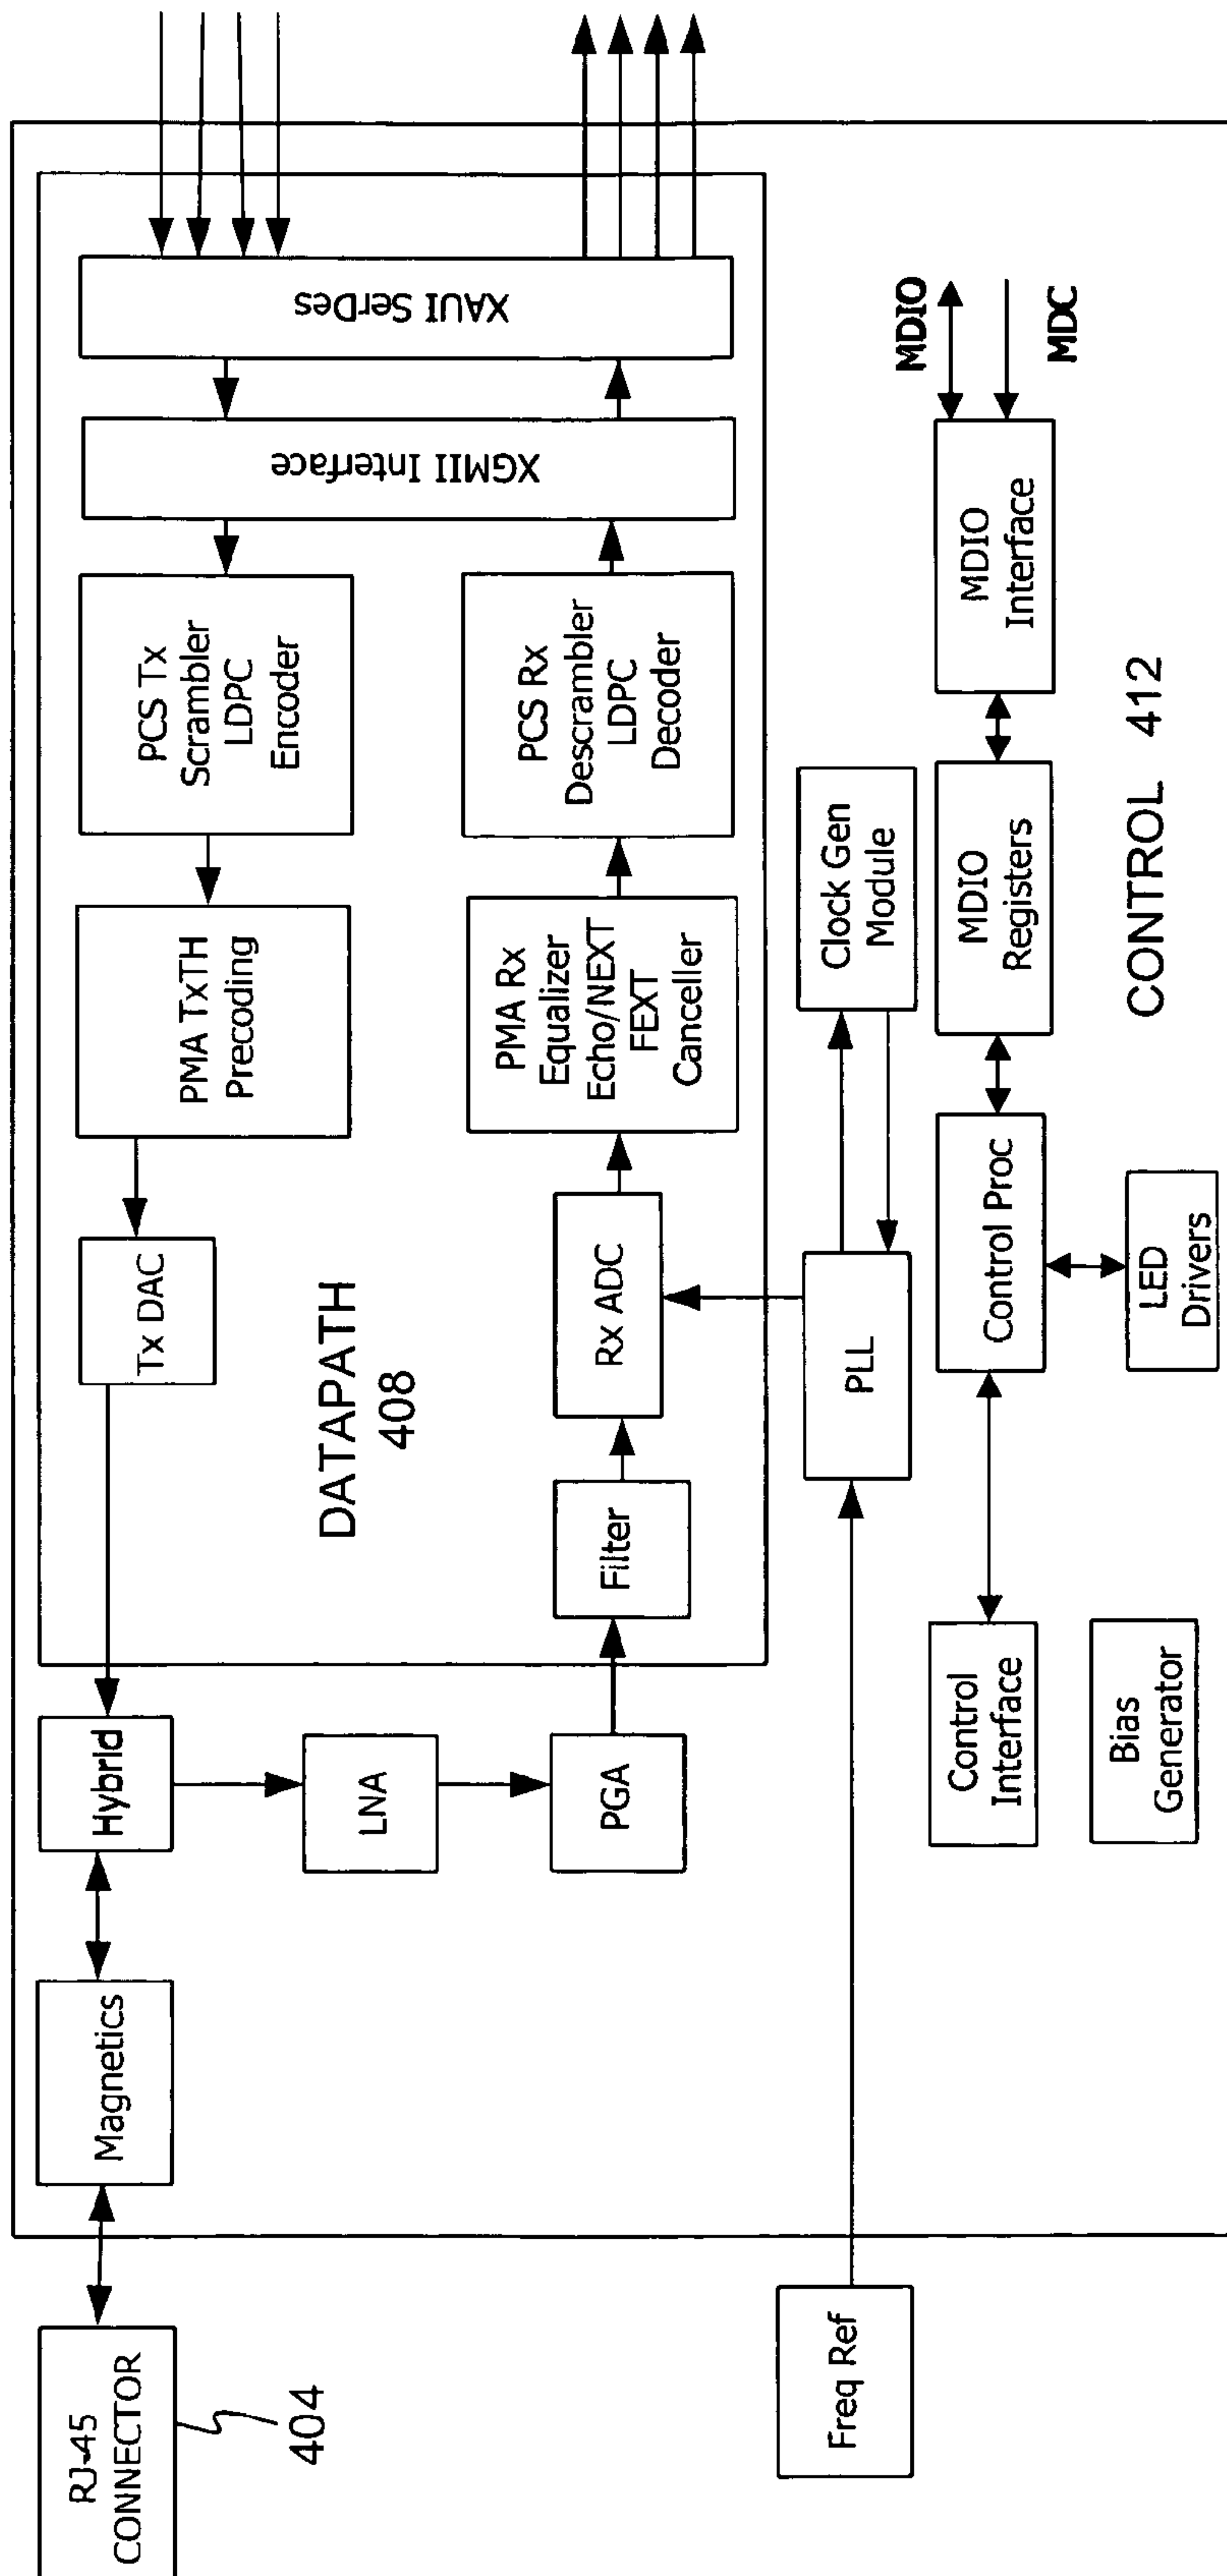 RJ-45
CONNECTOR
404
Magnetics
Hybrid
LNA
PGA
Tx DAC
PMA TxTH
Precoding
PCS Tx
Scrambler
LDPC
Encoder
XGMII Interface
XAUI SerDes
DATAPATH
408
Filter
Rx ADC
PMA Rx
Equalizer
Echo/NEXT
FEXT
Canceller
PCS Rx
Descrambler
LDPC
Decoder
Freq Ref
PLL
Clock Gen
Module
Control
Interface
Control Proc
MDIO
Registers
MDIO
Interface
MDIO
MDC
Bias
Generator
LED
Drivers
CONTROL 412